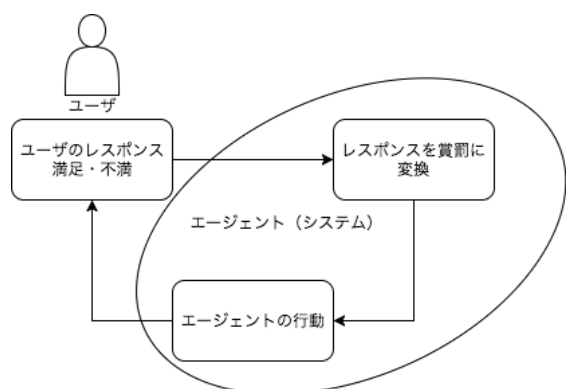 ユーザ
ユーザのレスポンス
満足・不満
レスポンスを賞罰に
変換
エージェント（システム）
エージェントの行動